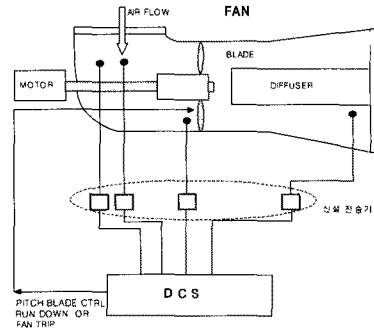 FAN
AIR FLOW
BLADE
MOTOR
DIFFUSER
신설 전송기
D C S
PITCH BLADE CTRL
RUN DOWN OR
FAN TRIP